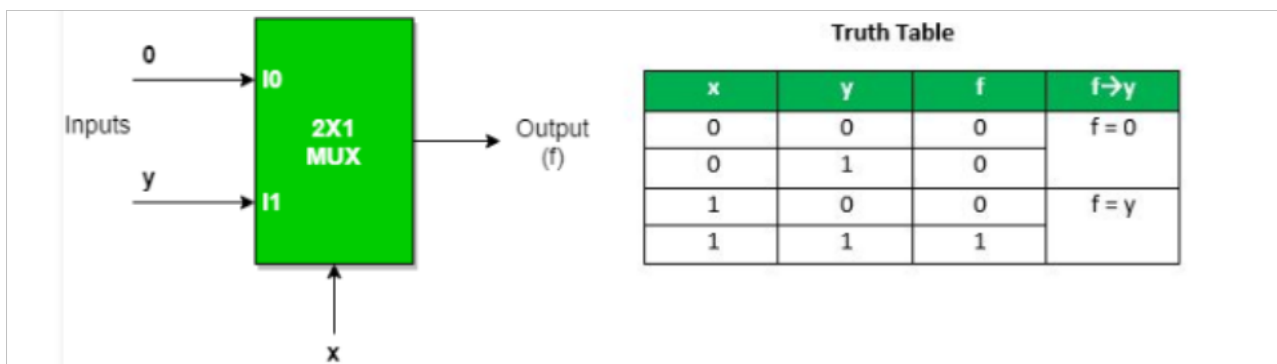 0
I0
Inputs
2X1
MUX
Output
(f)
y
I1
x
Truth Table
x y f f→y
0 0 0 f = 0
0 1 0
1 0 0 f = y
1 1 1